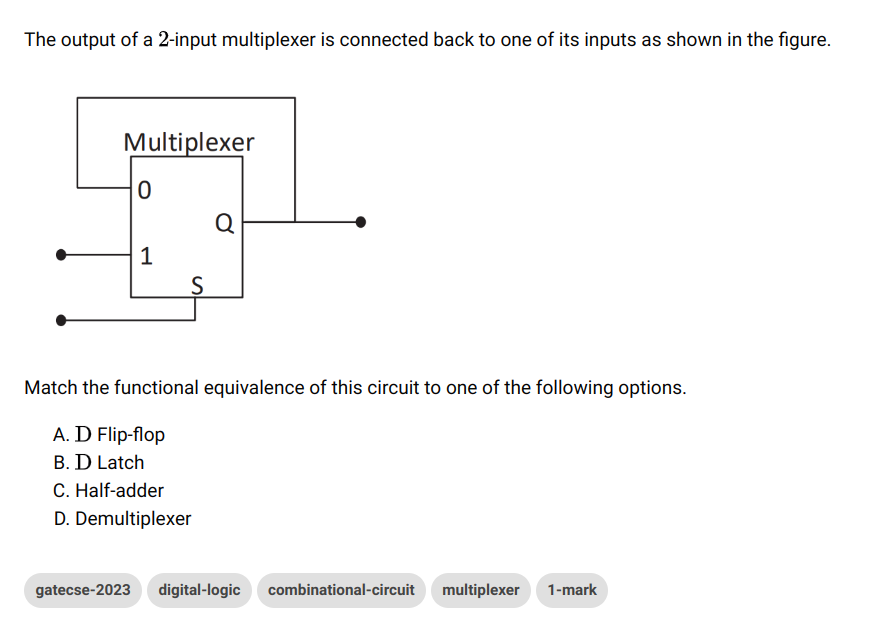 The output of a 2-input multiplexer is connected back to one of its inputs as shown in the figure.
Multiplexer
0
Q
1
S
Match the functional equivalence of this circuit to one of the following options.
A. D Flip-flop
B. D Latch
C. Half-adder
D. Demultiplexer
gatecse-2023 digital-logic combinational-circuit multiplexer 1-mark